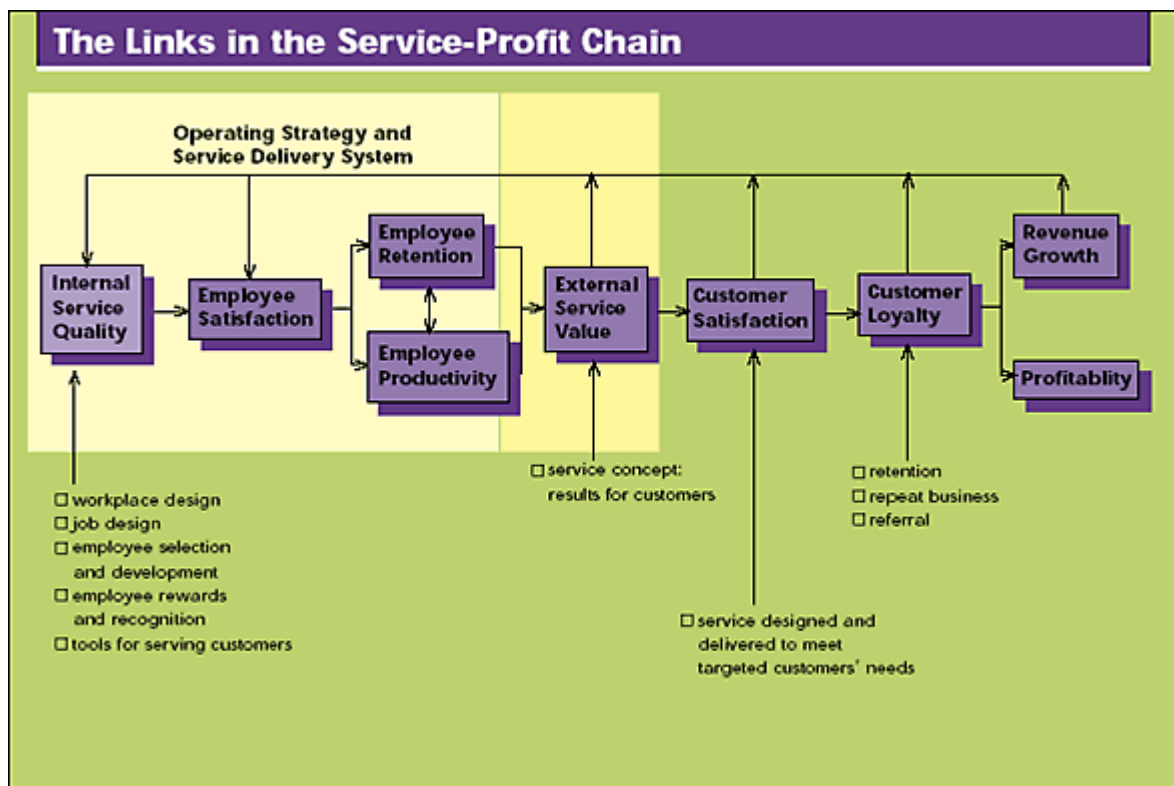 The Links in the Service-Profit Chain
Operating Strategy and
Service Delivery System
Internal
Service
Quality
Employee
Satisfaction
Employee
Retention
Employee
Productivity
External
Service
Value
Customer
Satisfaction
Customer
Loyalty
Revenue
Growth
Profitablity
workplace design
job design
employee selection
and development
employee rewards
and recognition
tools for serving customers
service concept:
results for customers
service designed and
delivered to meet
targeted customers’ needs
retention
repeat business
referral